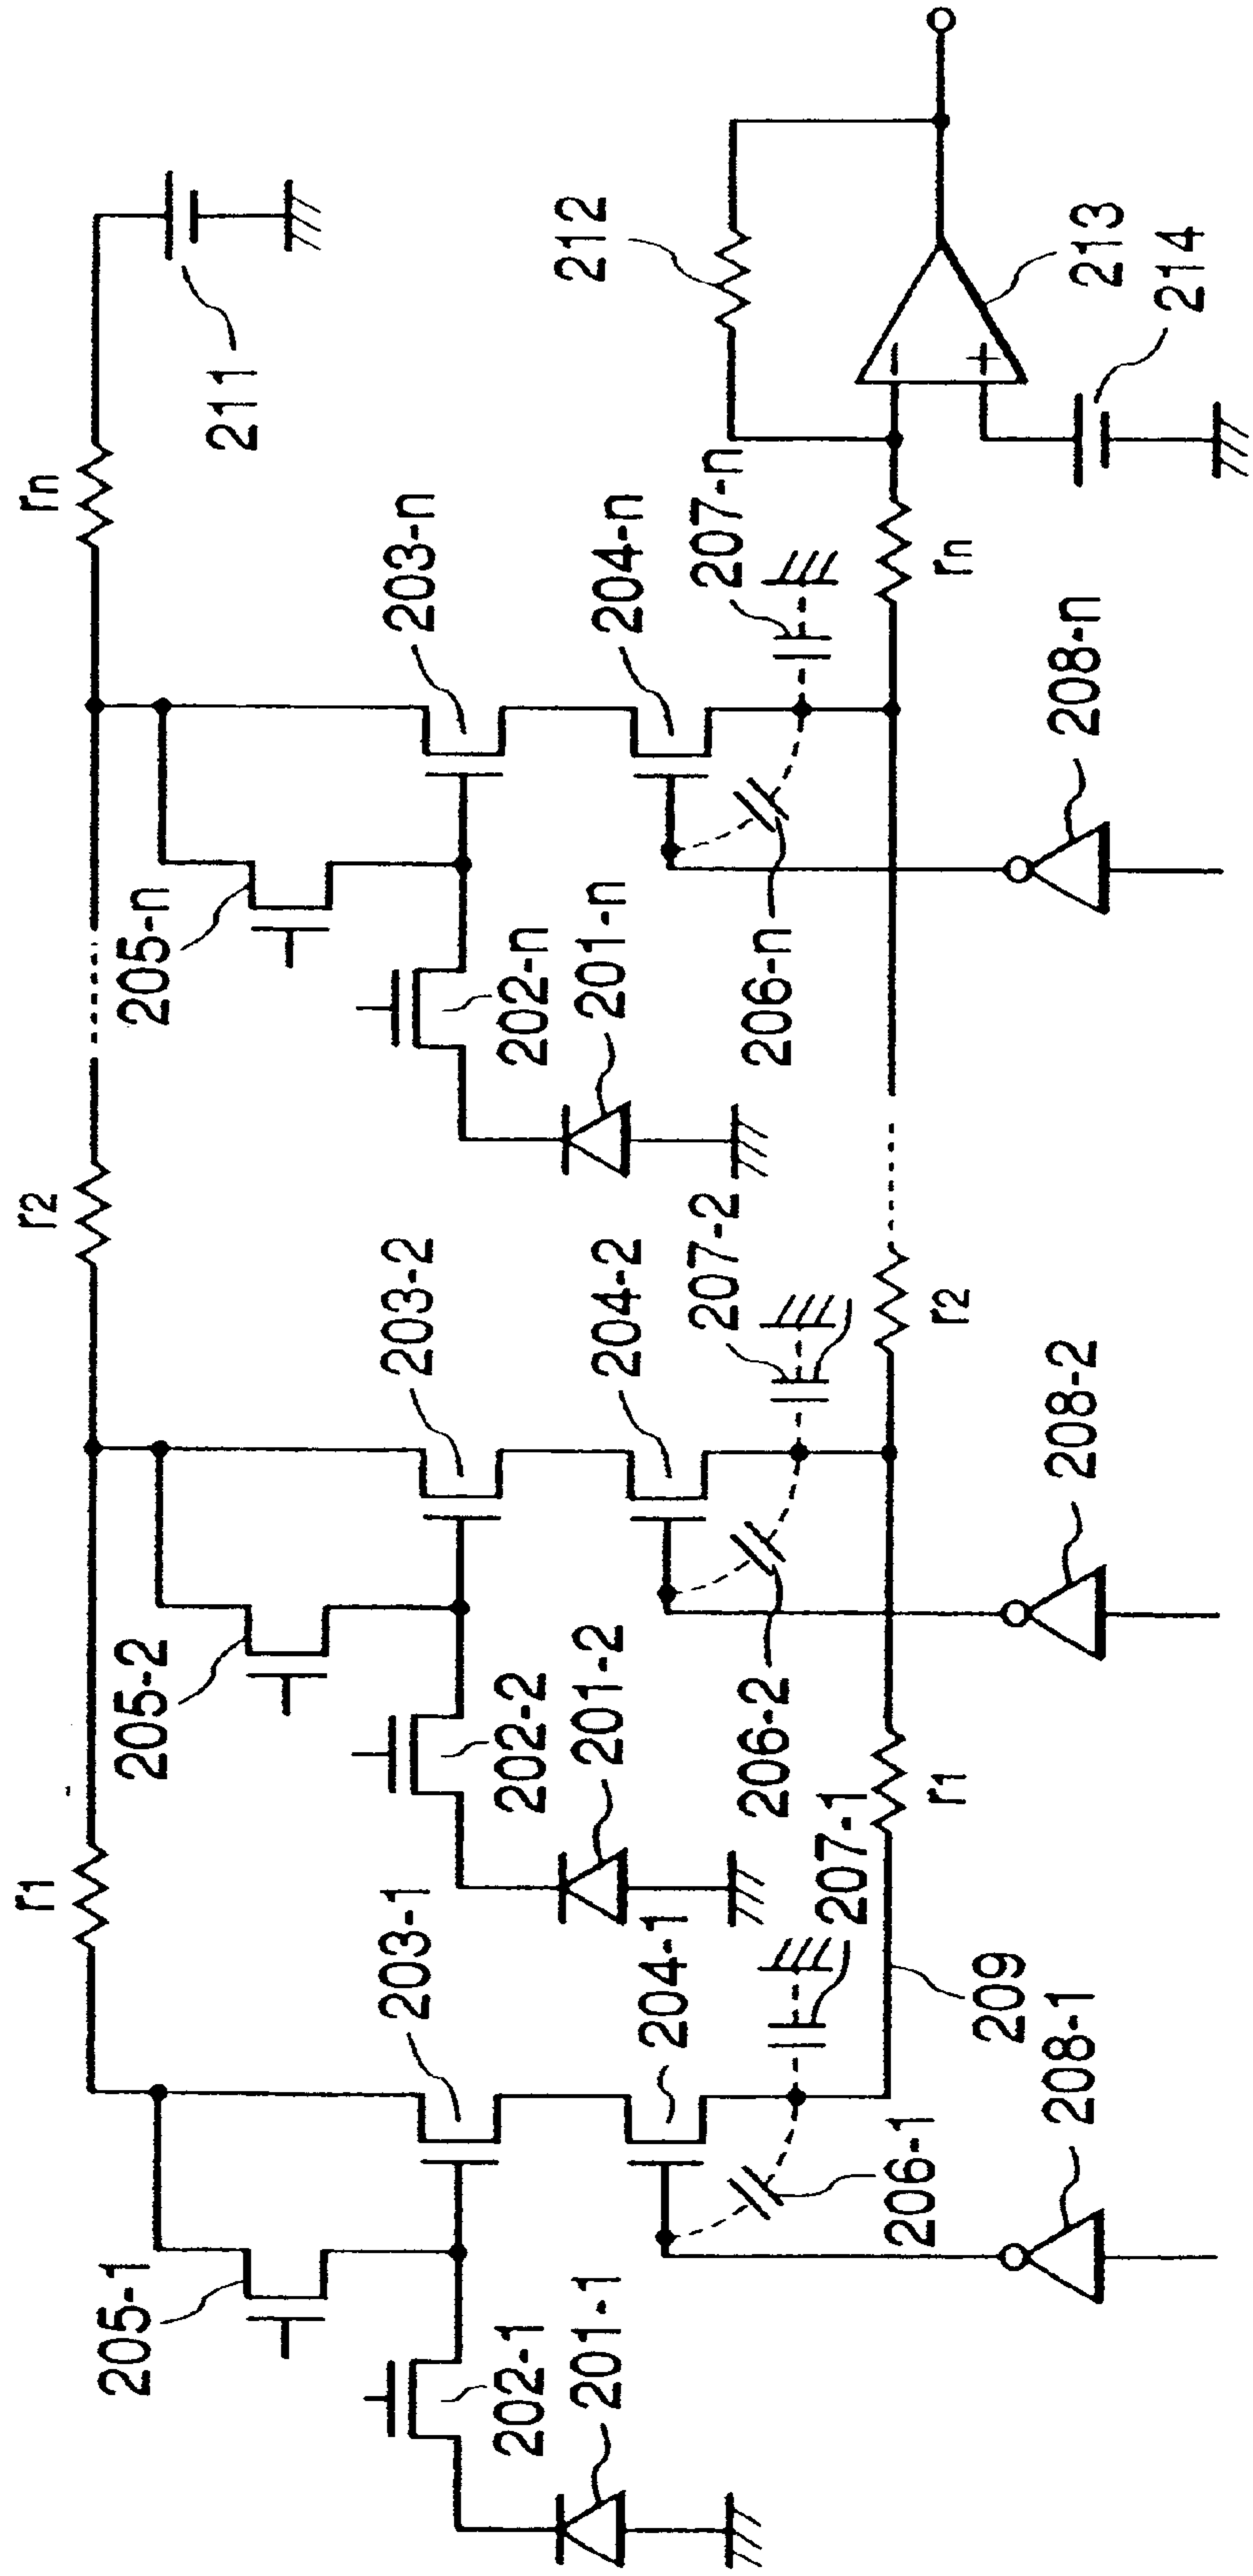 r1
r2
rn
211
205-1
205-2
205-n
203-1
203-2
203-n
212
202-1
202-2
202-n
201-1
201-2
201-n
204-1
204-2
204-n
207-1
207-2
207-n
206-1
206-2
206-n
−
+
213
214
r1
r2
rn
209
208-1
208-2
208-n